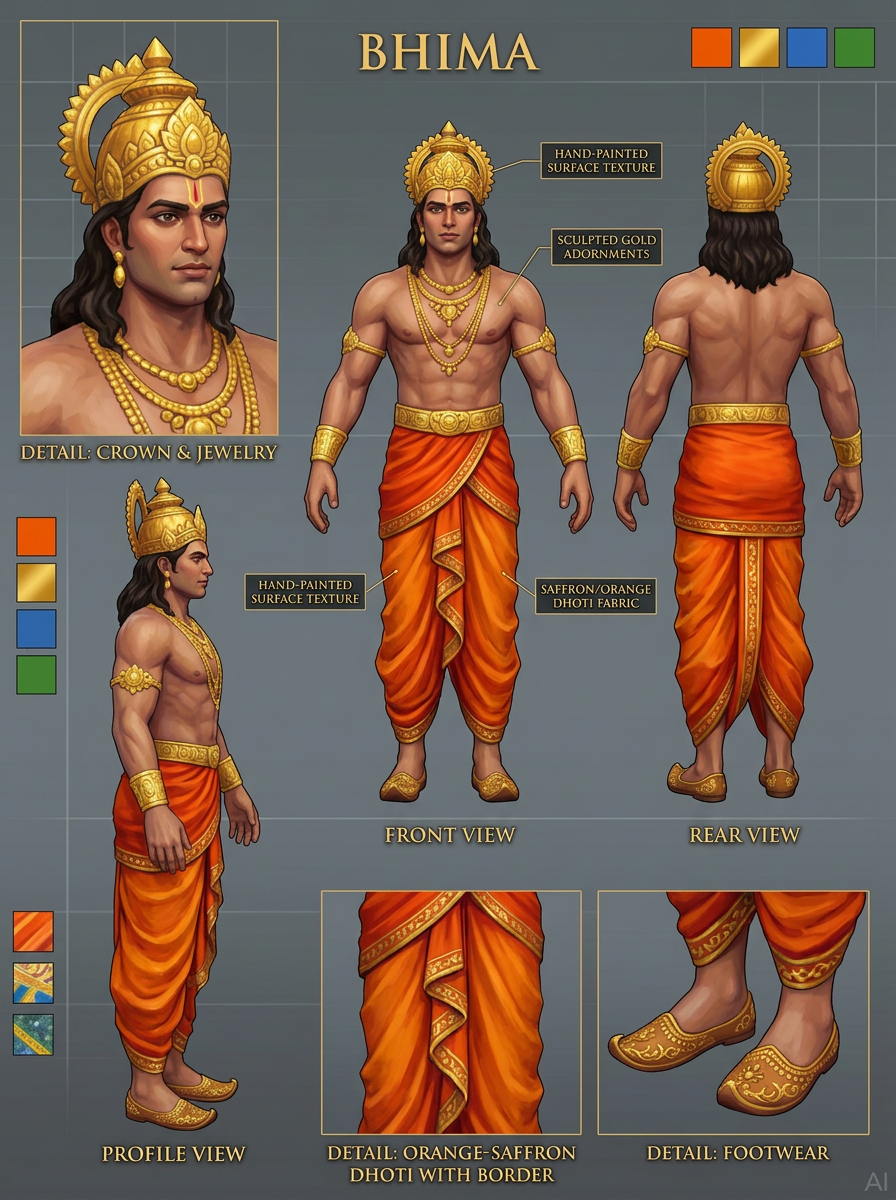 BHIMA
HAND-PAINTED
SURFACE TEXTURE
SCULPTED GOLD
ADORNMENTS
DETAIL: CROWN & JEWELRY
HAND-PAINTED
SURFACE TEXTURE
SAFFRON/ORANGE
DHOTI FABRIC
FRONT VIEW
REAR VIEW
PROFILE VIEW
DETAIL: ORANGE-SAFFRON
DHOTI WITH BORDER
DETAIL: FOOTWEAR
AI